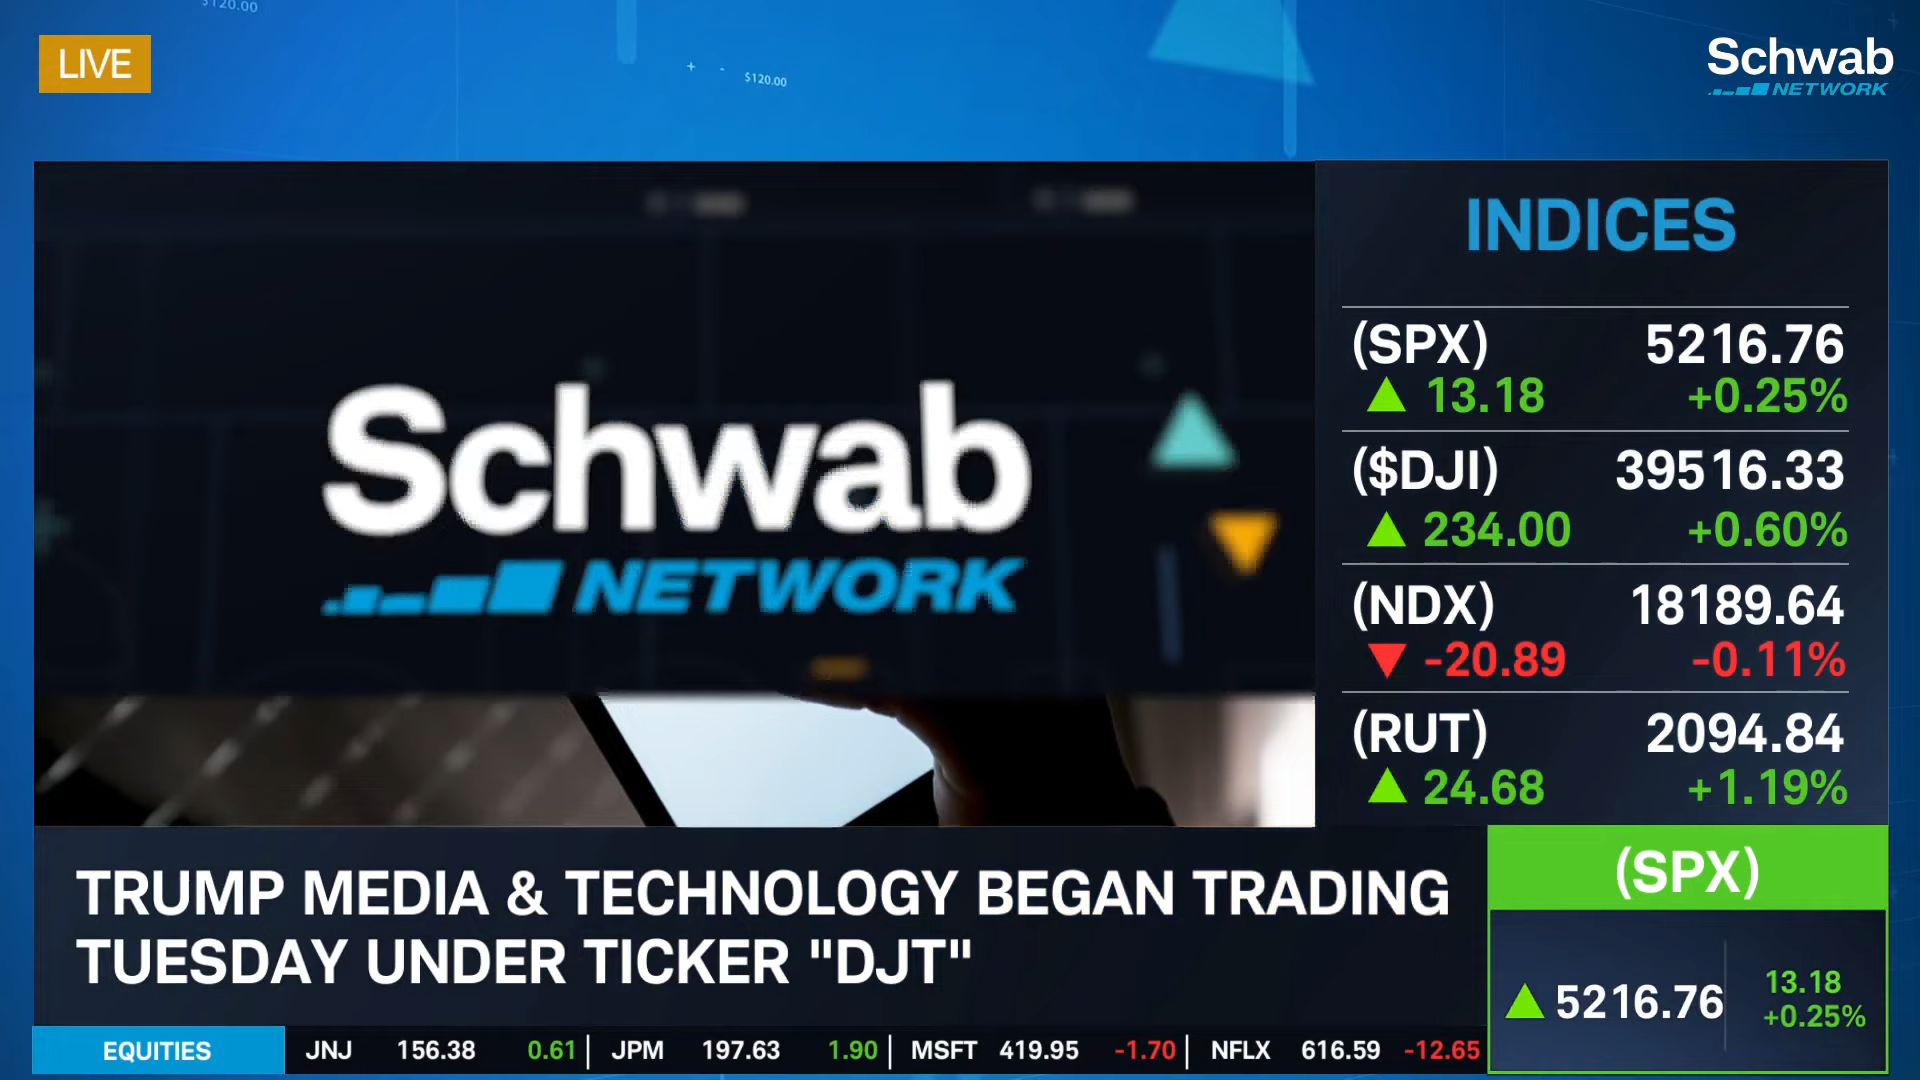 $120.00
LIVE
+ - $120.00
Schwab
NETWORK
Schwab
NETWORK
INDICES
(SPX) 5216.76
▲ 13.18 +0.25%
($DJI) 39516.33
▲ 234.00 +0.60%
(NDX) 18189.64
▼ -20.89 -0.11%
(RUT) 2094.84
▲ 24.68 +1.19%
TRUMP MEDIA & TECHNOLOGY BEGAN TRADING
TUESDAY UNDER TICKER "DJT"
(SPX)
▲ 5216.76
13.18
+0.25%
EQUITIES JNJ 156.38 0.61 | JPM 197.63 1.90 | MSFT 419.95 -1.70 | NFLX 616.59 -12.65